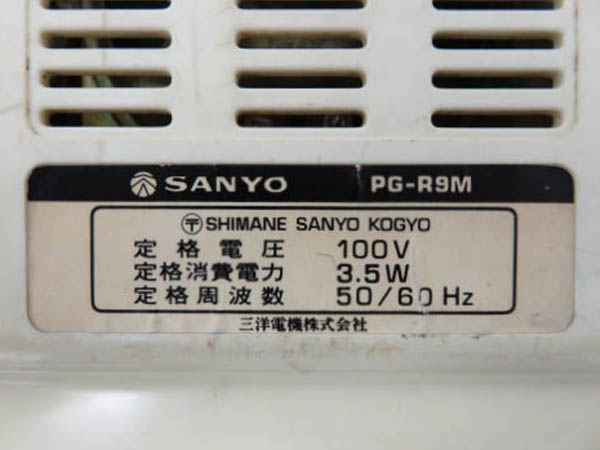 SANYO PG-R9M
〒 SHIMANE SANYO KOGYO
定格電圧 100V
定格消費電力 3.5W
定格周波数 50/60 Hz
三洋電機株式会社